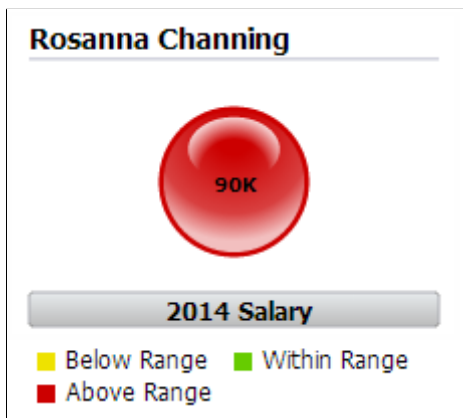 Rosanna Channing
90K
2014 Salary
Below Range Within Range
Above Range